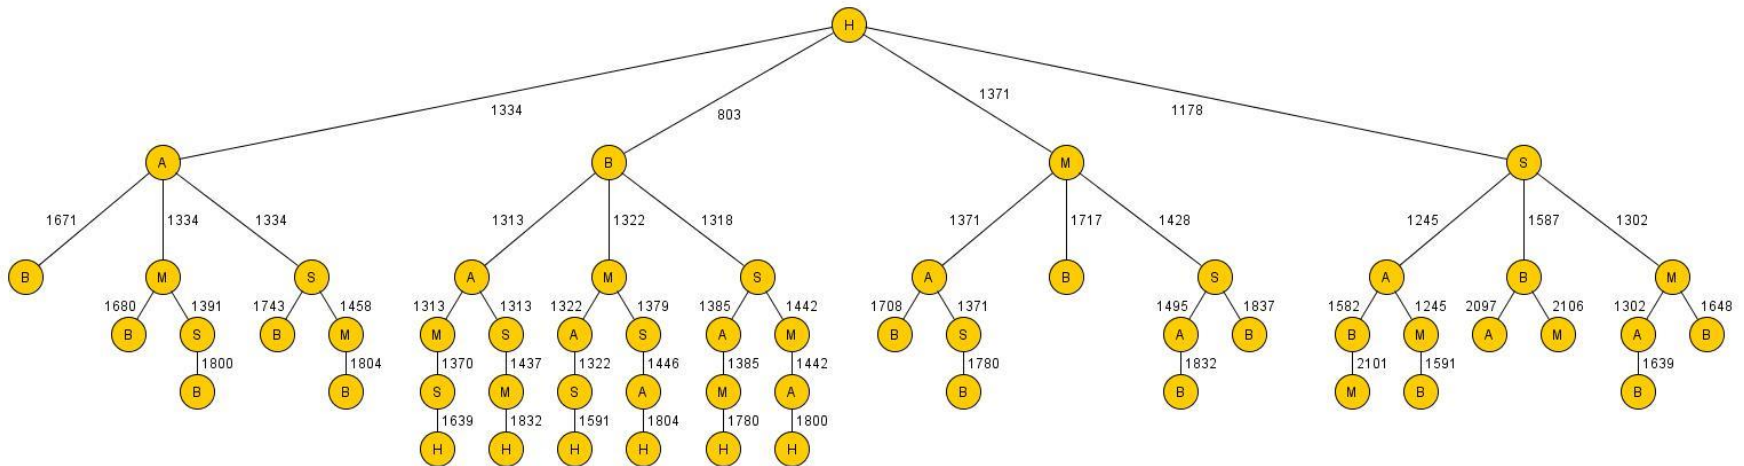 H
1371
1334 803 1178
A B M S
1671 1334 1334 1313 1322 1318 1371 1717 1428 1245 1587 1302
B M S A M S A B S A B M
1680 1391 1743 1458 1313 1313 1322 1379 1385 1442 1708 1371 1495 1837 1582 1245 2097 2106 1302 1648
B S B M M S A S A M B S A B B M A M A B
1800 1804 1370 1437 1322 1446 1385 1442 1780 1832 2101 1591 1639
B B S M S A M A B B M B B
1639 1832 1591 1804 1780 1800
H H H H H H